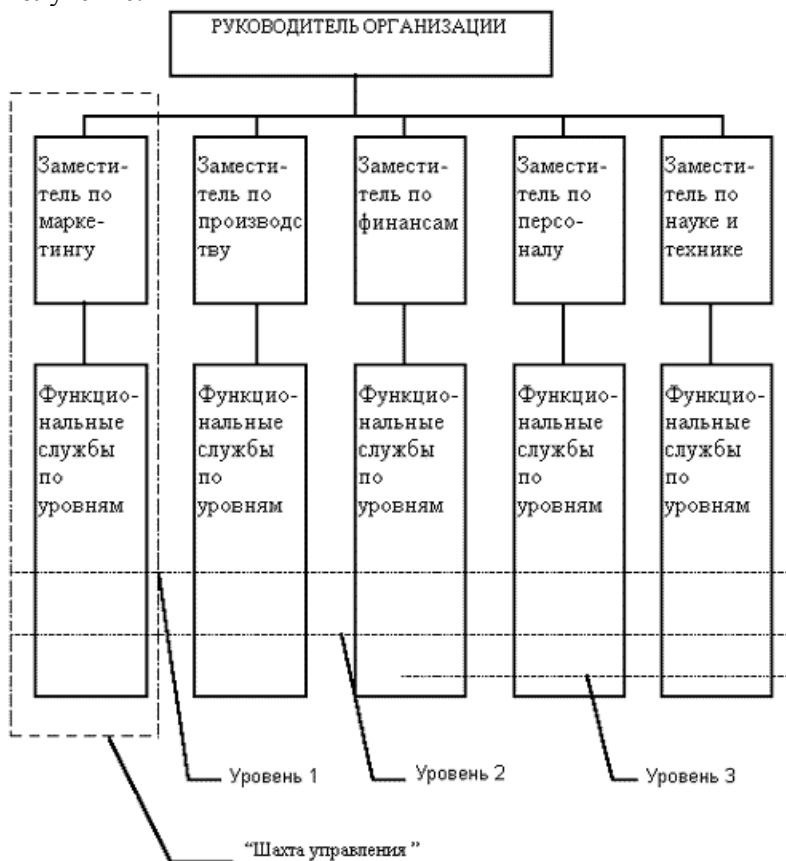 РУКОВОДИТЕЛЬ ОРГАНИЗАЦИИ
Замести-
тель по
марке-
тингу
Замести-
тель по
производс
тву
Замести-
тель по
финансам
Замести-
тель по
персо-
налу
Замести-
тель по
науке и
технике
Функцио-
нальные
службы
по
уровням
Функцио-
нальные
службы
по
уровням
Функцио-
нальные
службы
по
уровням
Функцио-
нальные
службы
по
уровням
Функцио-
нальные
службы
по
уровням
Уровень 1
Уровень 2
Уровень 3
“Шахта управления ”